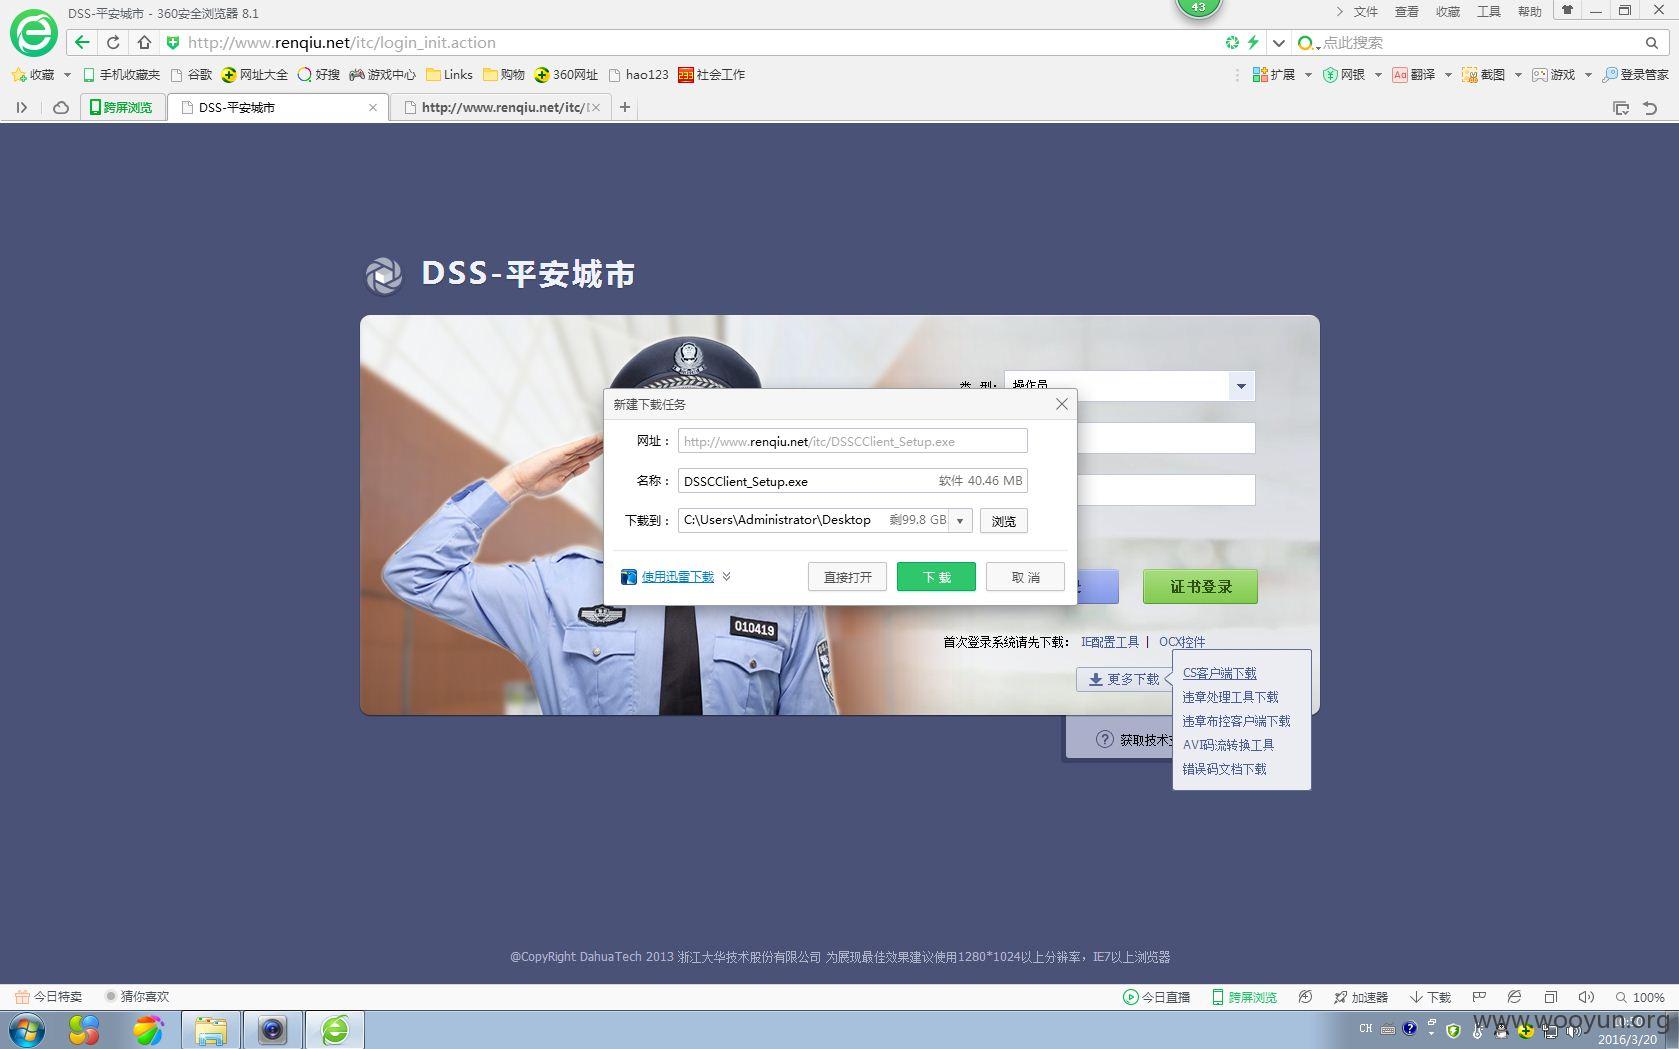 DSS-平安城市 - 360安全浏览器 8.1
43
文件 查看 收藏 工具 帮助
http://www.renqiu.net/itc/login_init.action
点此搜索
收藏 手机收藏夹 谷歌 网址大全 好搜 游戏中心 Links 购物 360网址 hao123 社会工作
扩展 网银 翻译 截图 游戏 登录管家
跨屏浏览 DSS-平安城市 http://www.renqiu.net/itc/
DSS-平安城市
类 型: 操作员
新建下载任务
网址: http://www.renqiu.net/itc/DSSCClient_Setup.exe
名称: DSSCClient_Setup.exe 软件 40.46 MB
下载到: C:\Users\Administrator\Desktop 剩99.8 GB 浏览
使用迅雷下载 直接打开 下载 取消
证书登录
010419
首次登录系统请先下载: IE配置工具 | OCX控件
更多下载
CS客户端下载
违章处理工具下载
违章布控客户端下载
AVI码流转换工具
错误码文档下载
获取技术
@CopyRight DahuaTech 2013 浙江大华技术股份有限公司 为展现最佳效果建议使用1280*1024以上分辨率，IE7以上浏览器
今日特卖 猜你喜欢
今日直播 跨屏浏览 加速器 下载 100%
CH
www.wooyun.org
2016/3/20